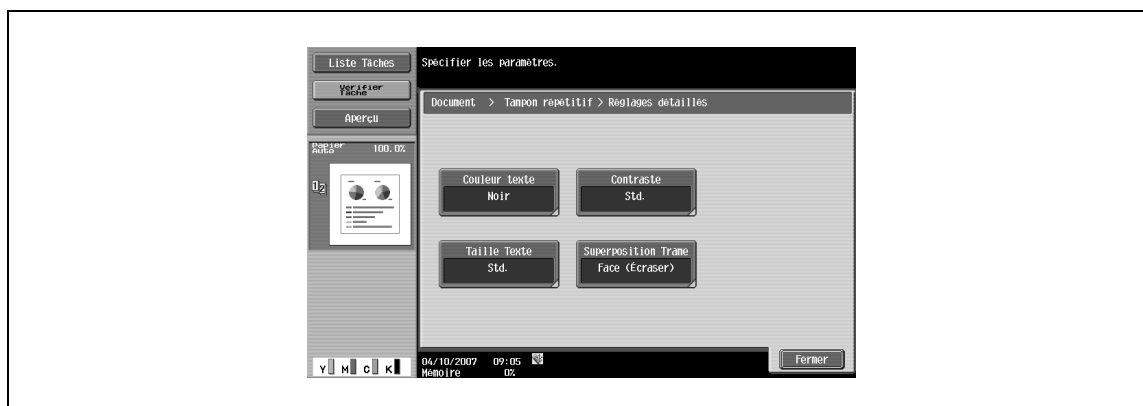 Liste Tâches
Vérifier
Tâche
Aperçu
Papier
Auto
100.0%
Spécifier les paramètres.
Document > Tampon répétitif > Réglages détaillés
Couleur texte
Noir
Contraste
Std.
Taille Texte
Std.
Superposition Trame
Face (Écraser)
Y M C K
04/10/2007 09:05
Mémoire 0%
Fermer